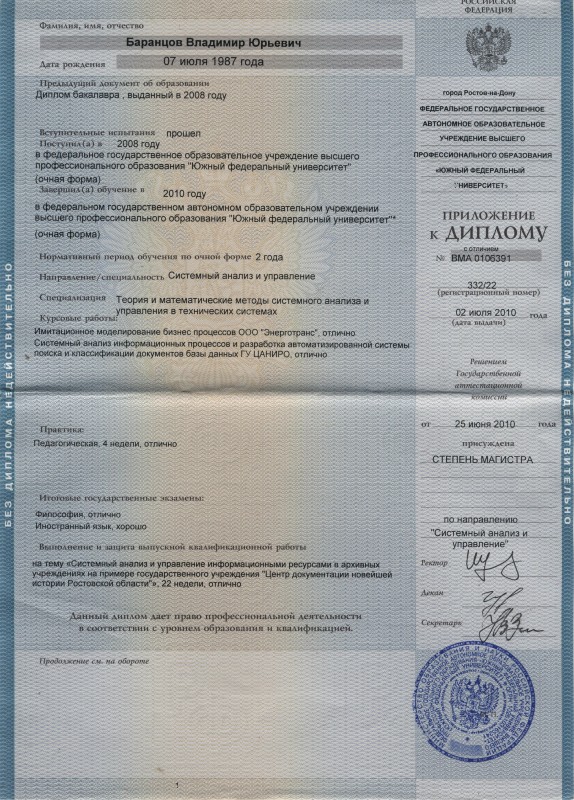 РОССИЙСКАЯ
ФЕДЕРАЦИЯ
Фамилия, имя, отчество
Баранцов Владимир Юрьевич
Дата рождения 07 июля 1987 года
Предыдущий документ об образовании
Диплом бакалавра , выданный в 2008 году
Вступительные испытания прошел
Поступил(а) в 2008 году
в федеральное государственное образовательное учреждение высшего
профессионального образования "Южный федеральный университет"
(очная форма)
Завершил(а) обучение в 2010 году
в федеральном государственном автономном образовательном учреждении
высшего профессионального образования "Южный федеральный университет"*
(очная форма)
Нормативный период обучения по очной форме 2 года
Направление/специальность Системный анализ и управление
Специализация Теория и математические методы системного анализа и
управления в технических системах
Курсовые работы:
Имитационное моделирование бизнес процессов ООО "Энерготранс", отлично
Системный анализ информационных процессов и разработка автоматизированной системы
поиска и классификации документов базы данных ГУ ЦАНИРО, отлично
Практика:
Педагогическая, 4 недели, отлично
Итоговые государственные экзамены:
Философия, отлично
Иностранный язык, хорошо
Выполнение и защита выпускной квалификационной работы
на тему «Системный анализ и управление информационными ресурсами в архивных
учреждениях на примере государственного учреждения "Центр документации новейшей
истории Ростовской области"», 22 недели, отлично
Данный диплом дает право профессиональной деятельности
в соответствии с уровнем образования и квалификацией.
Продолжение см. на обороте
1
город Ростов-на-Дону
ФЕДЕРАЛЬНОЕ ГОСУДАРСТВЕННОЕ
АВТОНОМНОЕ ОБРАЗОВАТЕЛЬНОЕ
УЧРЕЖДЕНИЕ ВЫСШЕГО
ПРОФЕССИОНАЛЬНОГО ОБРАЗОВАНИЯ
«ЮЖНЫЙ ФЕДЕРАЛЬНЫЙ
УНИВЕРСИТЕТ»
ПРИЛОЖЕНИЕ
к ДИПЛОМУ
с отличием
№ ВМА 0106391
332/22
(регистрационный номер)
02 июля 2010 года
(дата выдачи)
Решением
Государственной
аттестационной
комиссии
от 25 июня 2010 года
присуждена
СТЕПЕНЬ МАГИСТРА
по направлению
"Системный анализ и
управление"
Ректор
Декан
Секретарь
БЕЗ ДИПЛОМА НЕДЕЙСТВИТЕЛЬНО
БЕЗ ДИПЛОМА НЕДЕЙСТВИТЕЛЬНО